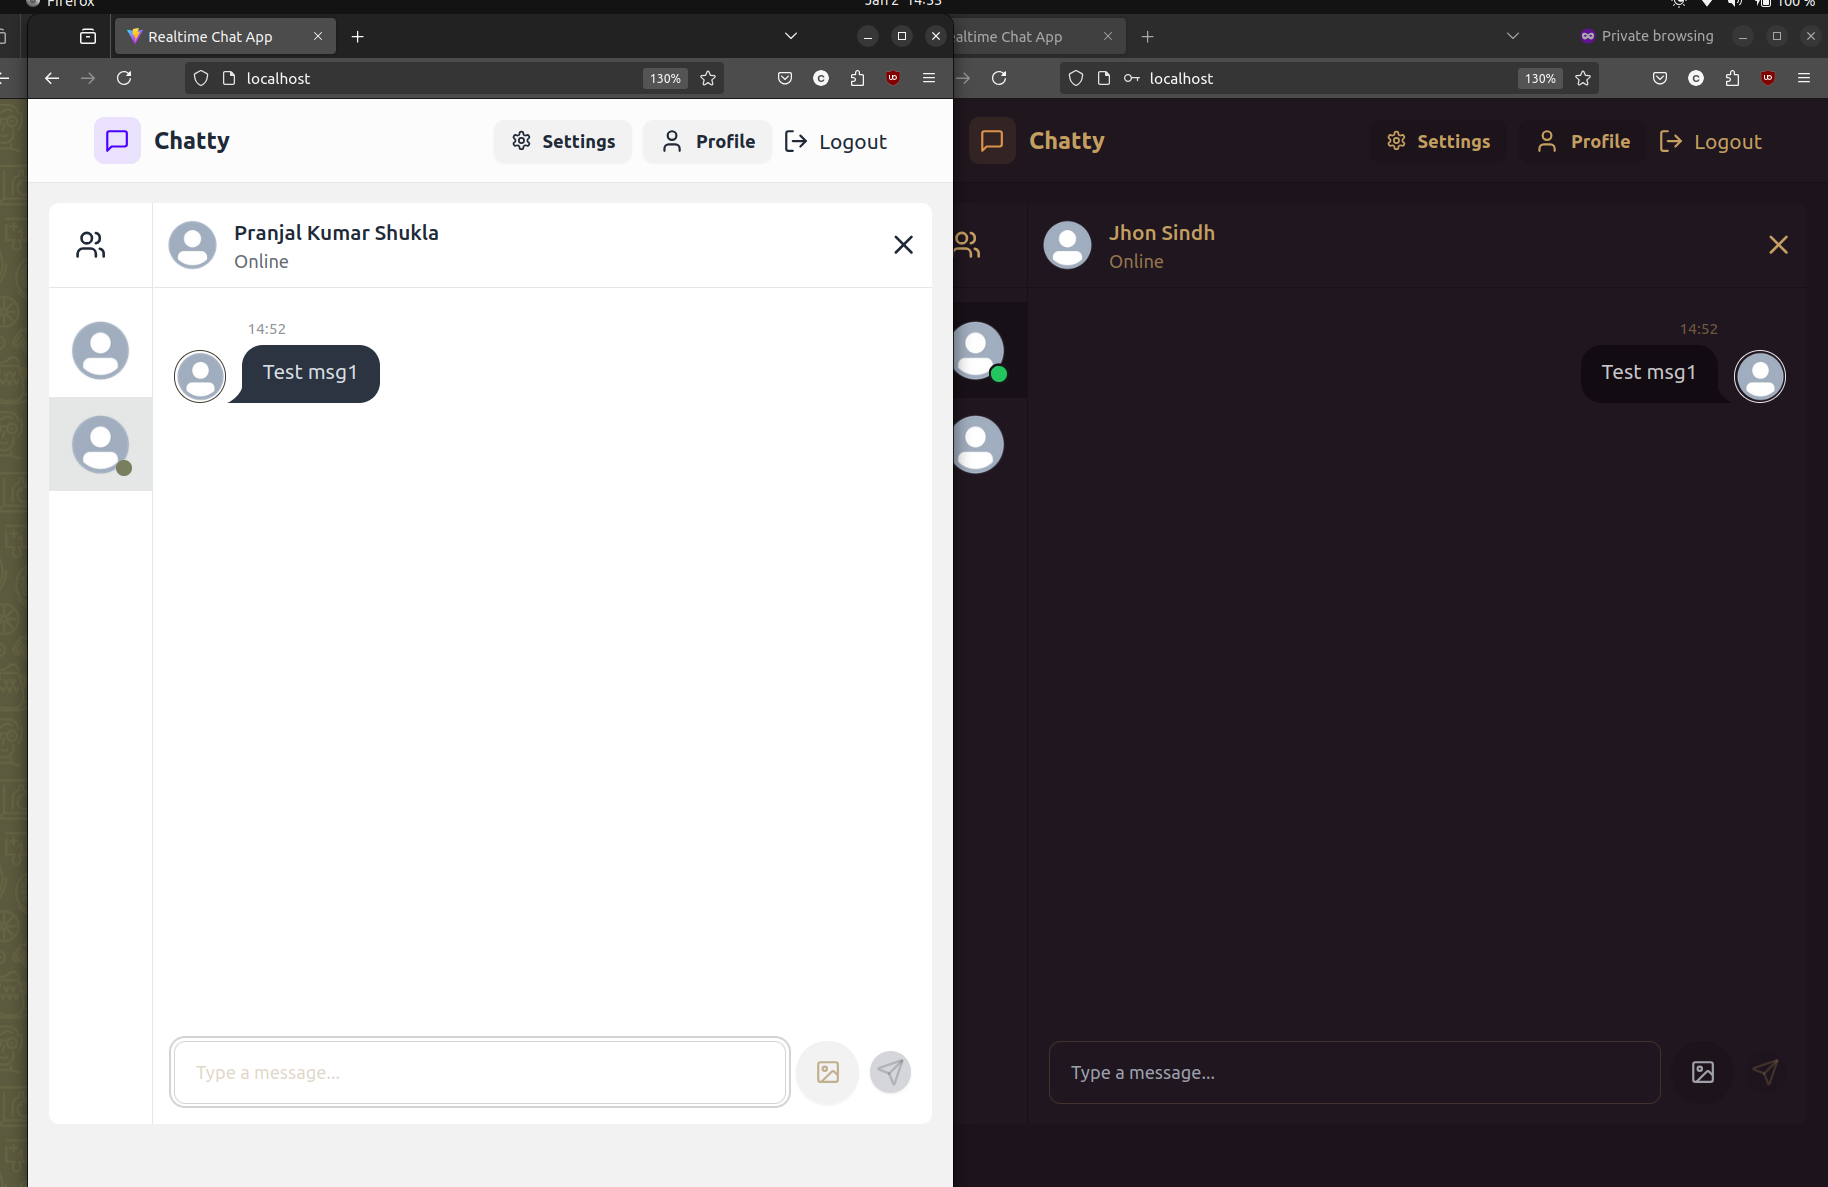 Firefox
Jan 2 14:53
100 %
Realtime Chat App
ealtime Chat App
Private browsing
localhost
130%
localhost
130%
Chatty
Settings
Profile
Logout
Chatty
Settings
Profile
Logout
Pranjal Kumar Shukla
Online
Jhon Sindh
Online
14:52
Test msg1
14:52
Test msg1
Type a message...
Type a message...